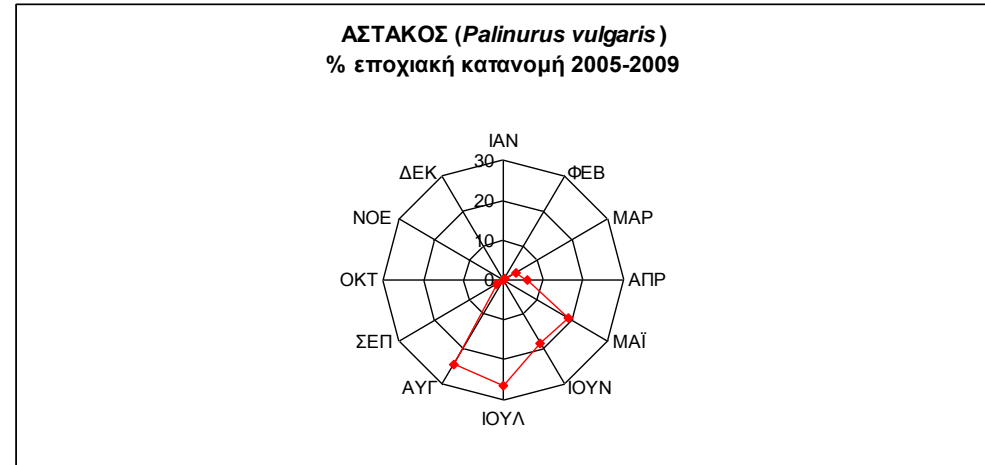 ΑΣΤΑΚΟΣ (Palinurus vulgaris)
% εποχιακή κατανομή 2005-2009
ΙΑΝ
ΦΕΒ
ΜΑΡ
ΑΠΡ
ΜΑΪ
ΙΟΥΝ
ΙΟΥΛ
ΑΥΓ
ΣΕΠ
ΟΚΤ
ΝΟΕ
ΔΕΚ
30
20
10
0